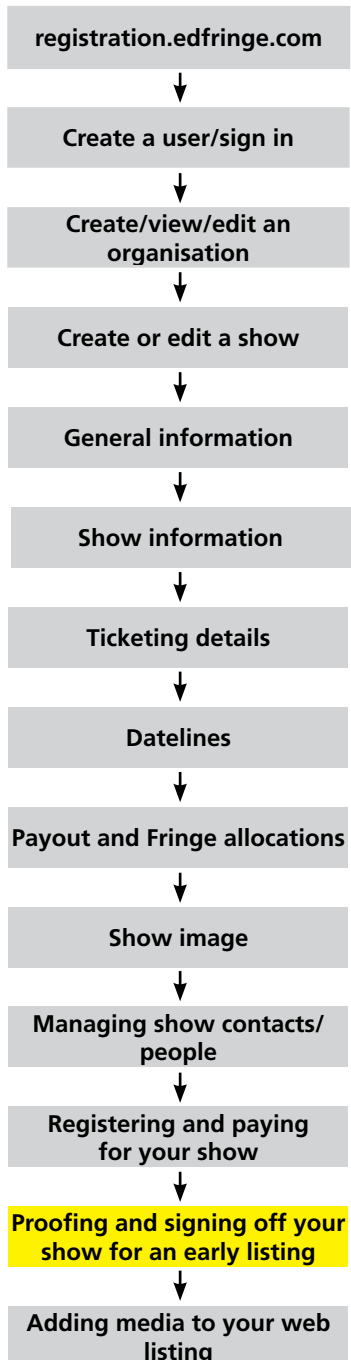 registration.edfringe.com
Create a user/sign in
Create/view/edit an
organisation
Create or edit a show
General information
Show information
Ticketing details
Datelines
Payout and Fringe allocations
Show image
Managing show contacts/
people
Registering and paying
for your show
Proofing and signing off your
show for an early listing
Adding media to your web
listing